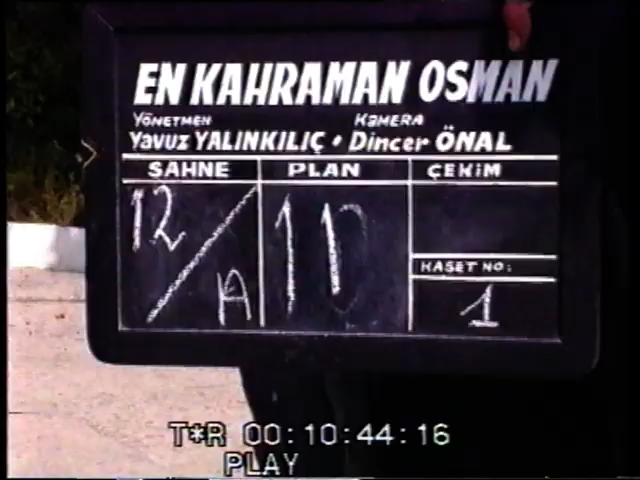 EN KAHRAMAN OSMAN
YÖNETMEN KAMERA
Yavuz YALINKILIÇ • Dincer ÖNAL
SAHNE PLAN ÇEKİM
12/A
KASET NO:
1
T*R 00:10:44:16
PLAY